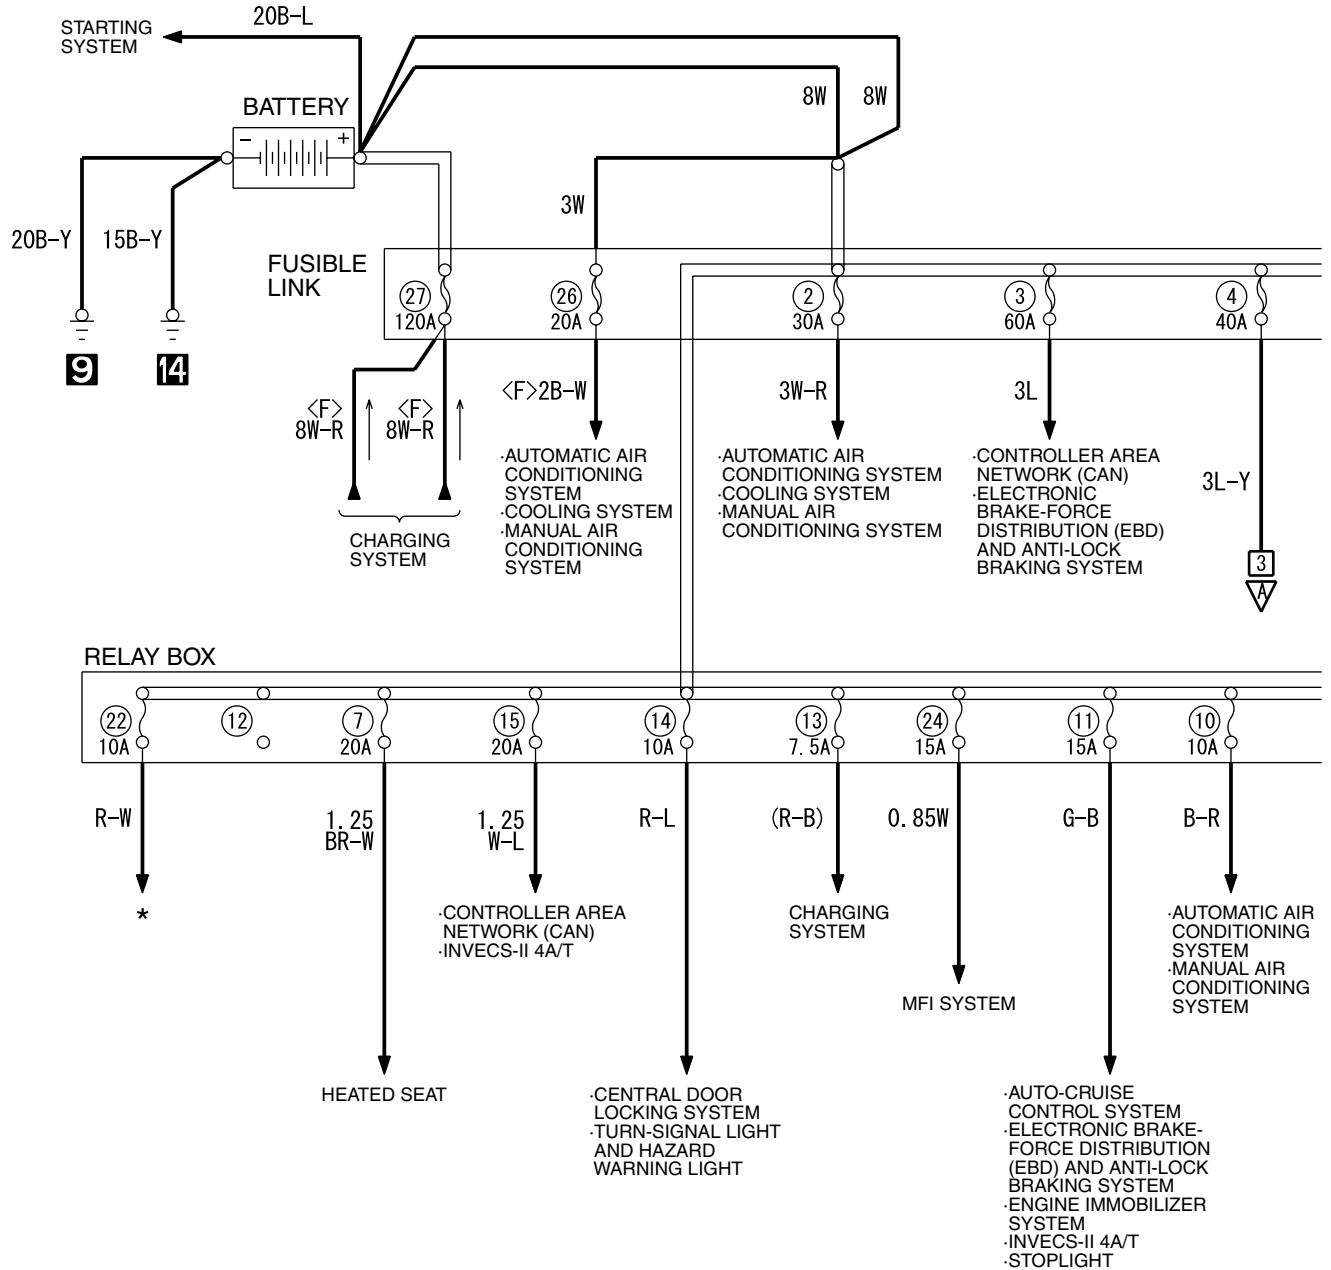 20B-L
STARTING
SYSTEM
BATTERY
-
+
8W
8W
3W
20B-Y
15B-Y
FUSIBLE
LINK
27
120A
26
20A
2
30A
3
60A
4
40A
9
14
<F>
8W-R
<F>
8W-R
<F>2B-W
3W-R
3L
3L-Y
CHARGING
SYSTEM
·AUTOMATIC AIR
CONDITIONING
SYSTEM
·COOLING SYSTEM
·MANUAL AIR
CONDITIONING
SYSTEM
·AUTOMATIC AIR
CONDITIONING SYSTEM
·COOLING SYSTEM
·MANUAL AIR
CONDITIONING SYSTEM
·CONTROLLER AREA
NETWORK (CAN)
·ELECTRONIC
BRAKE-FORCE
DISTRIBUTION (EBD)
AND ANTI-LOCK
BRAKING SYSTEM
3
A
RELAY BOX
22
10A
12
7
20A
15
20A
14
10A
13
7.5A
24
15A
11
15A
10
10A
R-W
1.25
BR-W
1.25
W-L
R-L
(R-B)
0.85W
G-B
B-R
*
·CONTROLLER AREA
NETWORK (CAN)
·INVECS-II 4A/T
CHARGING
SYSTEM
MFI SYSTEM
·AUTOMATIC AIR
CONDITIONING
SYSTEM
·MANUAL AIR
CONDITIONING
SYSTEM
HEATED SEAT
·CENTRAL DOOR
LOCKING SYSTEM
·TURN-SIGNAL LIGHT
AND HAZARD
WARNING LIGHT
·AUTO-CRUISE
CONTROL SYSTEM
·ELECTRONIC BRAKE-
FORCE DISTRIBUTION
(EBD) AND ANTI-LOCK
BRAKING SYSTEM
·ENGINE IMMOBILIZER
SYSTEM
·INVECS-II 4A/T
·STOPLIGHT